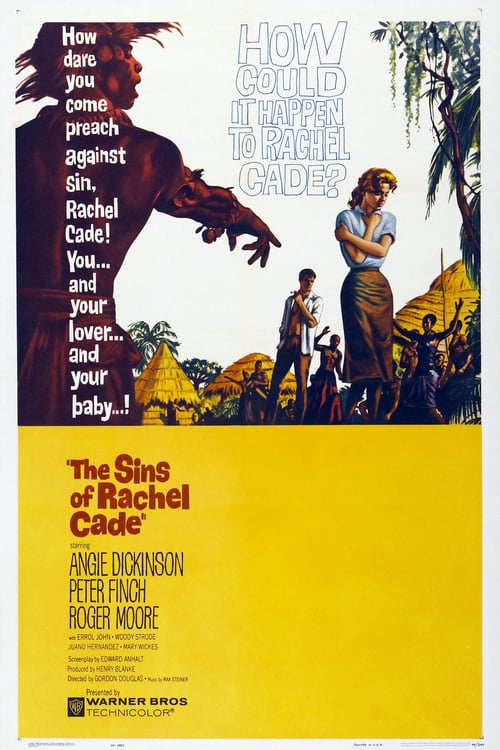 How
dare
you
come
preach
against
sin,
Rachel
Cade!
You...
and
your
lover...
and
your
baby...!
HOW
COULD
IT HAPPEN
TO RACHEL
CADE?
"The Sins
of Rachel
Cade"
starring
ANGIE DICKINSON
PETER FINCH
ROGER MOORE
with ERROL JOHN • WOODY STRODE
JUANO HERNANDEZ • MARY WICKES
Screenplay by EDWARD ANHALT
Produced by HENRY BLANKE
Directed by GORDON DOUGLAS • Music by MAX STEINER
Presented by
WB
WARNER BROS
TECHNICOLOR®